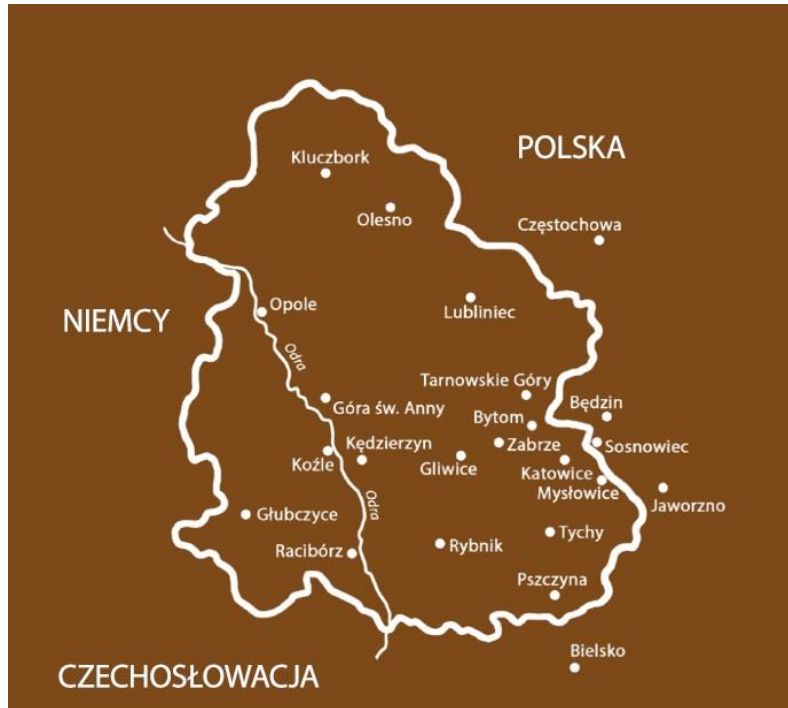 POLSKA
Kluczbork
Olesno
Częstochowa
NIEMCY
Opole
Lubliniec
Odra
Tarnowskie Góry
Góra św. Anny
Będzin
Bytom
Kędzierzyn
Zabrze
Sosnowiec
Koźle
Gliwice
Katowice
Mysłowice
Jaworzno
Odra
Głubczyce
Racibórz
Rybnik
Tychy
Pszczyna
Bielsko
CZECHOSŁOWACJA